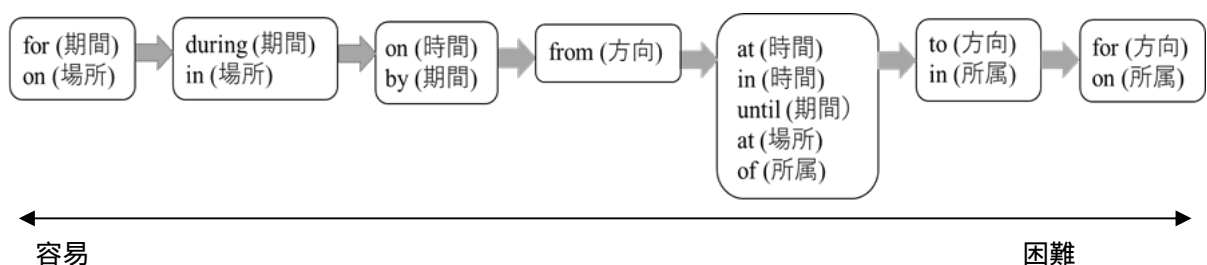 for (期間)
on (場所)
during (期間)
in (場所)
on (時間)
by (期間)
from (方向)
at (時間)
in (時間)
until (期間)
at (場所)
of (所属)
to (方向)
in (所属)
for (方向)
on (所属)
容易
困難